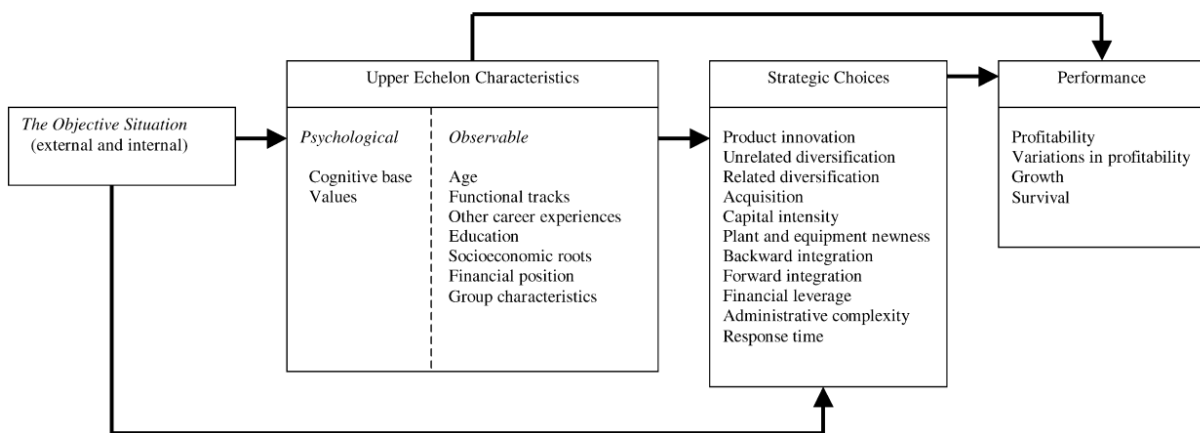 The Objective Situation
(external and internal)
Upper Echelon Characteristics
Psychological
Cognitive base
Values
Observable
Age
Functional tracks
Other career experiences
Education
Socioeconomic roots
Financial position
Group characteristics
Strategic Choices
Product innovation
Unrelated diversification
Related diversification
Acquisition
Capital intensity
Plant and equipment newness
Backward integration
Forward integration
Financial leverage
Administrative complexity
Response time
Performance
Profitability
Variations in profitability
Growth
Survival